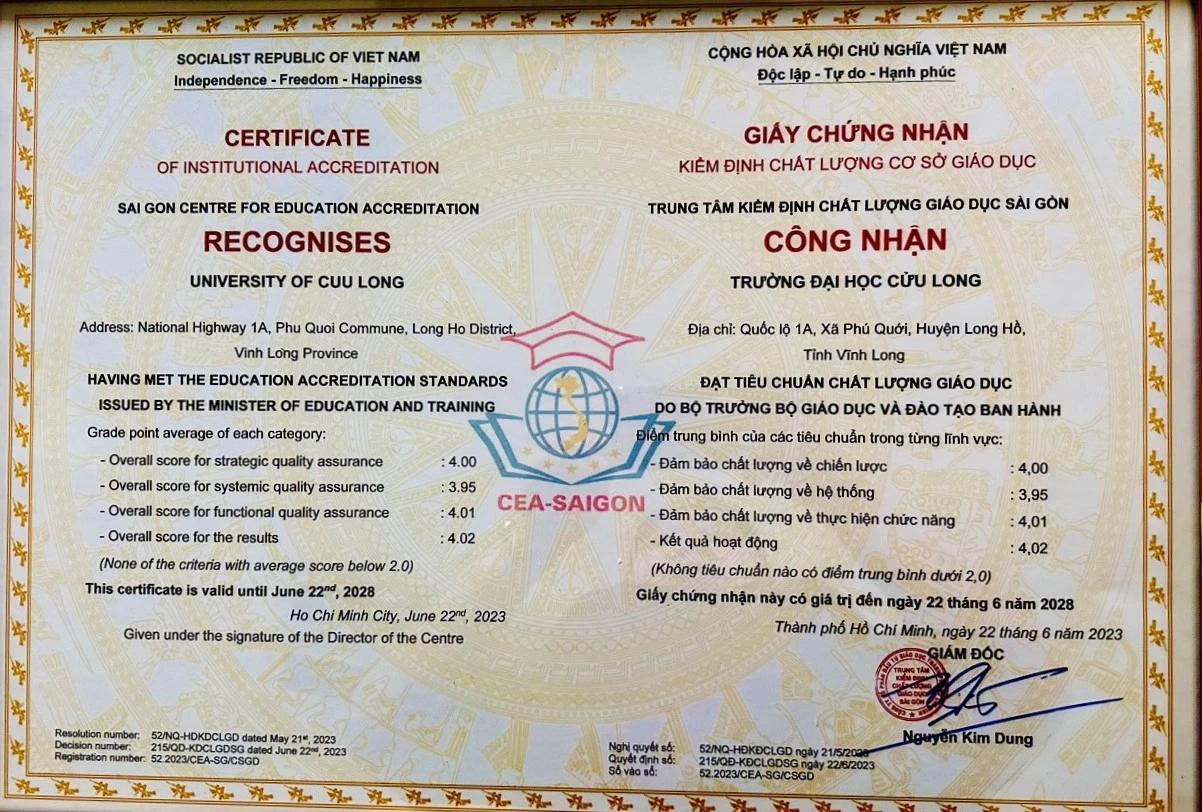 SOCIALIST REPUBLIC OF VIET NAM
Independence - Freedom - Happiness
CERTIFICATE
OF INSTITUTIONAL ACCREDITATION
SAI GON CENTRE FOR EDUCATION ACCREDITATION
RECOGNISES
UNIVERSITY OF CUU LONG
Address: National Highway 1A, Phu Quoi Commune, Long Ho District,
Vinh Long Province
HAVING MET THE EDUCATION ACCREDITATION STANDARDS
ISSUED BY THE MINISTER OF EDUCATION AND TRAINING
Grade point average of each category:
- Overall score for strategic quality assurance : 4.00
- Overall score for systemic quality assurance : 3.95
- Overall score for functional quality assurance : 4.01
- Overall score for the results : 4.02
(None of the criteria with average score below 2.0)
This certificate is valid until June 22nd, 2028
Ho Chi Minh City, June 22nd, 2023
Given under the signature of the Director of the Centre
Resolution number: 52/NQ-HDKDCLGD dated May 21st, 2023
Decision number: 215/QD-KDCLGDSG dated June 22nd, 2023
Registration number: 52.2023/CEA-SG/CSGD
CEA-SAIGON
CỘNG HÒA XÃ HỘI CHỦ NGHĨA VIỆT NAM
Độc lập - Tự do - Hạnh phúc
GIẤY CHỨNG NHẬN
KIỂM ĐỊNH CHẤT LƯỢNG CƠ SỞ GIÁO DỤC
TRUNG TÂM KIỂM ĐỊNH CHẤT LƯỢNG GIÁO DỤC SÀI GÒN
CÔNG NHẬN
TRƯỜNG ĐẠI HỌC CỬU LONG
Địa chỉ: Quốc lộ 1A, Xã Phú Quới, Huyện Long Hồ,
Tỉnh Vĩnh Long
ĐẠT TIÊU CHUẨN CHẤT LƯỢNG GIÁO DỤC
DO BỘ TRƯỞNG BỘ GIÁO DỤC VÀ ĐÀO TẠO BAN HÀNH
Điểm trung bình của các tiêu chuẩn trong từng lĩnh vực:
- Đảm bảo chất lượng về chiến lược : 4,00
- Đảm bảo chất lượng về hệ thống : 3,95
- Đảm bảo chất lượng về thực hiện chức năng : 4,01
- Kết quả hoạt động : 4,02
(Không tiêu chuẩn nào có điểm trung bình dưới 2,0)
Giấy chứng nhận này có giá trị đến ngày 22 tháng 6 năm 2028
Thành phố Hồ Chí Minh, ngày 22 tháng 6 năm 2023
GIÁM ĐỐC
TRUNG TÂM
KIỂM ĐỊNH
CHẤT LƯỢNG
GIÁO DỤC
SÀI GÒN
Nguyễn Kim Dung
Nghị quyết số: 52/NQ-HĐKĐCLGD ngày 21/5/2023
Quyết định số: 215/QĐ-KĐCLGDSG ngày 22/6/2023
Số vào sổ: 52.2023/CEA-SG/CSGD